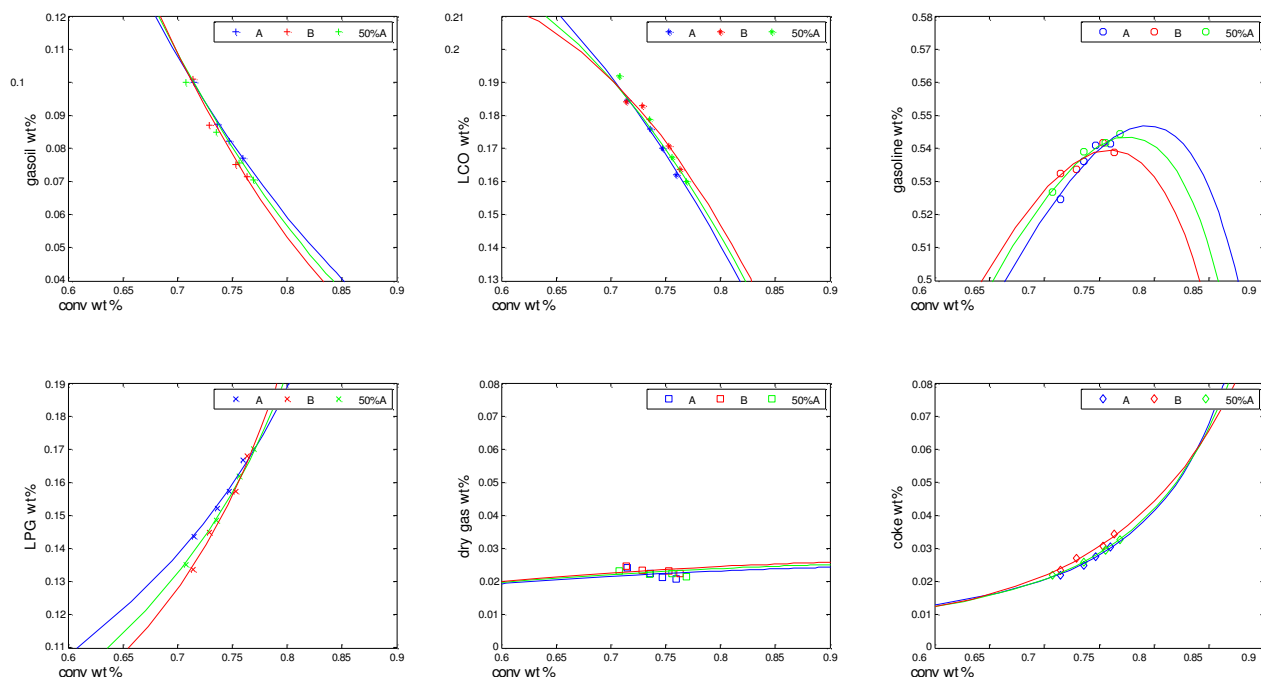 0.12
0.11
0.1
0.09
0.08
0.07
0.06
0.05
0.04
gasoil wt%
A B 50%A
0.6 0.65 0.7 0.75 0.8 0.85 0.9
conv wt%
0.21
0.2
0.19
0.18
0.17
0.16
0.15
0.14
0.13
LCO wt%
A B 50%A
0.6 0.65 0.7 0.75 0.8 0.85 0.9
conv wt%
0.58
0.57
0.56
0.55
0.54
0.53
0.52
0.51
0.5
gasoline wt%
A B 50%A
0.6 0.65 0.7 0.75 0.8 0.85 0.9
conv wt%
0.19
0.18
0.17
0.16
0.15
0.14
0.13
0.12
0.11
LPG wt%
A B 50%A
0.6 0.65 0.7 0.75 0.8 0.85 0.9
conv wt%
0.08
0.07
0.06
0.05
0.04
0.03
0.02
0.01
0
dry gas wt%
A B 50%A
0.6 0.65 0.7 0.75 0.8 0.85 0.9
conv wt%
0.08
0.07
0.06
0.05
0.04
0.03
0.02
0.01
0
coke wt%
A B 50%A
0.6 0.65 0.7 0.75 0.8 0.85 0.9
conv wt%